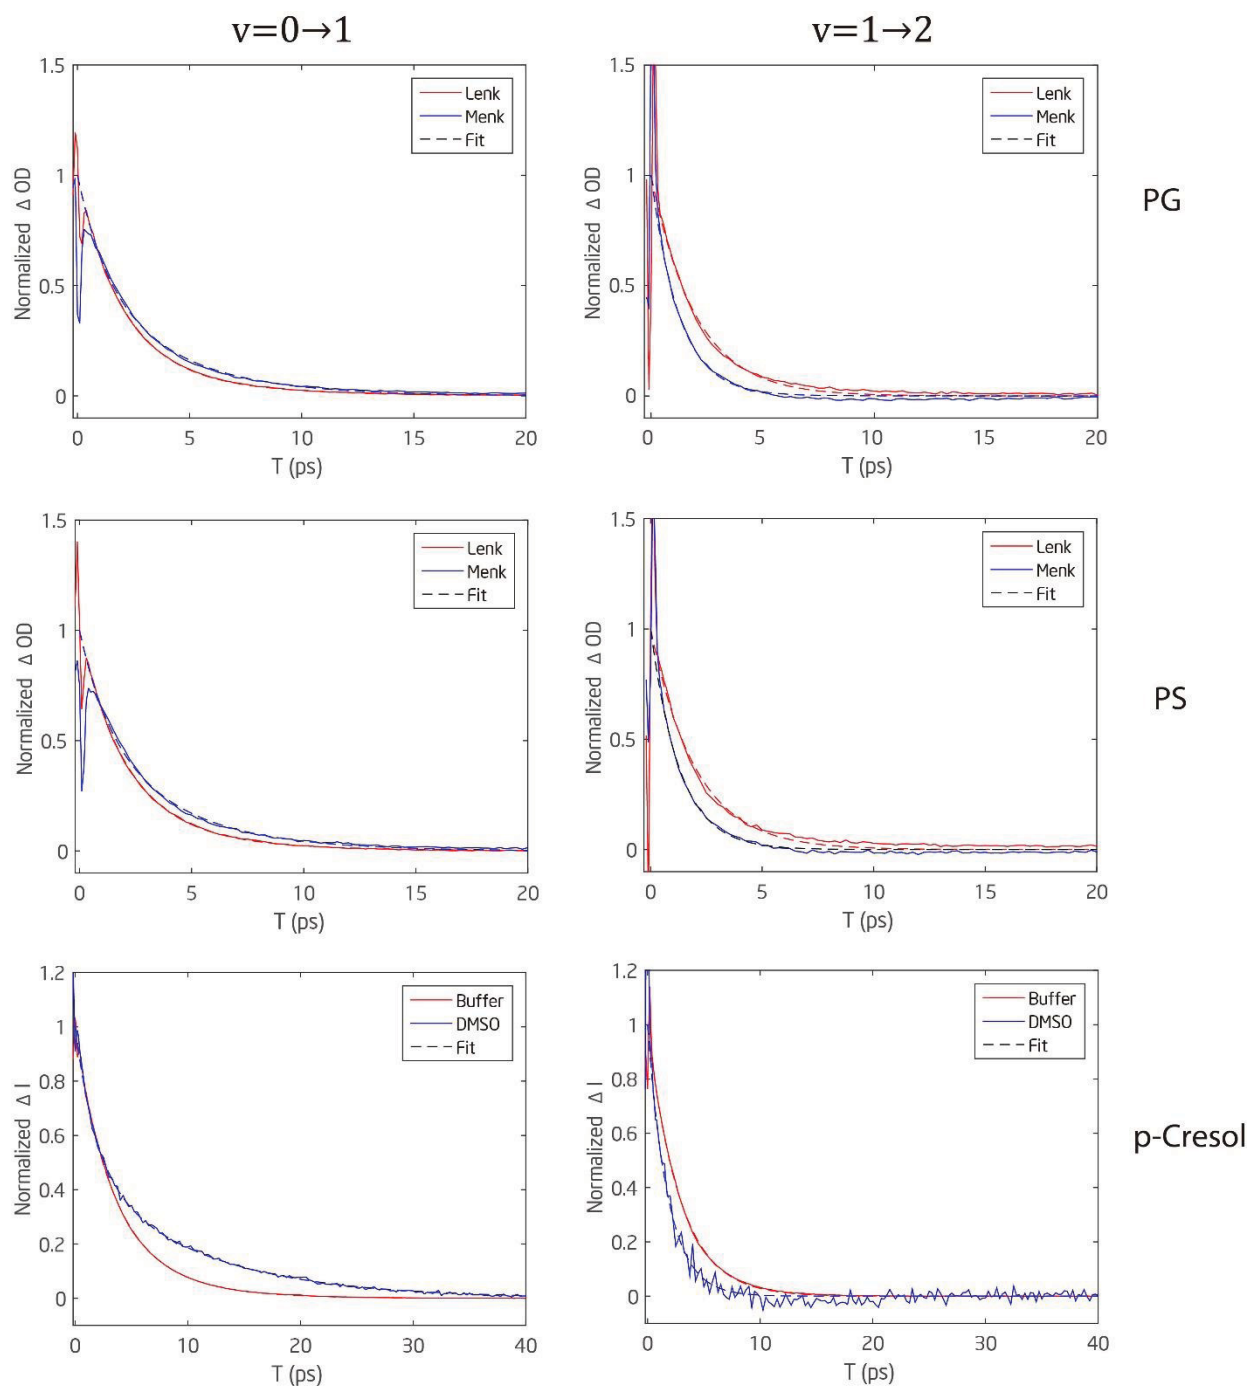 v=0→1
v=1→2
1.5
1
0.5
0
Normalized Δ OD
Lenk
Menk
Fit
0 5 10 15 20
T (ps)
1.5
1
0.5
0
Normalized Δ OD
Lenk
Menk
Fit
0 5 10 15 20
T (ps)
PG
1.5
1
0.5
0
Normalized Δ OD
Lenk
Menk
Fit
0 5 10 15 20
T (ps)
1.5
1
0.5
0
Normalized Δ OD
Lenk
Menk
Fit
0 5 10 15 20
T (ps)
PS
1.2
1
0.8
0.6
0.4
0.2
0
Normalized Δ I
Buffer
DMSO
Fit
0 10 20 30 40
T (ps)
1.2
1
0.8
0.6
0.4
0.2
0
Normalized Δ I
Buffer
DMSO
Fit
0 10 20 30 40
T (ps)
p-Cresol